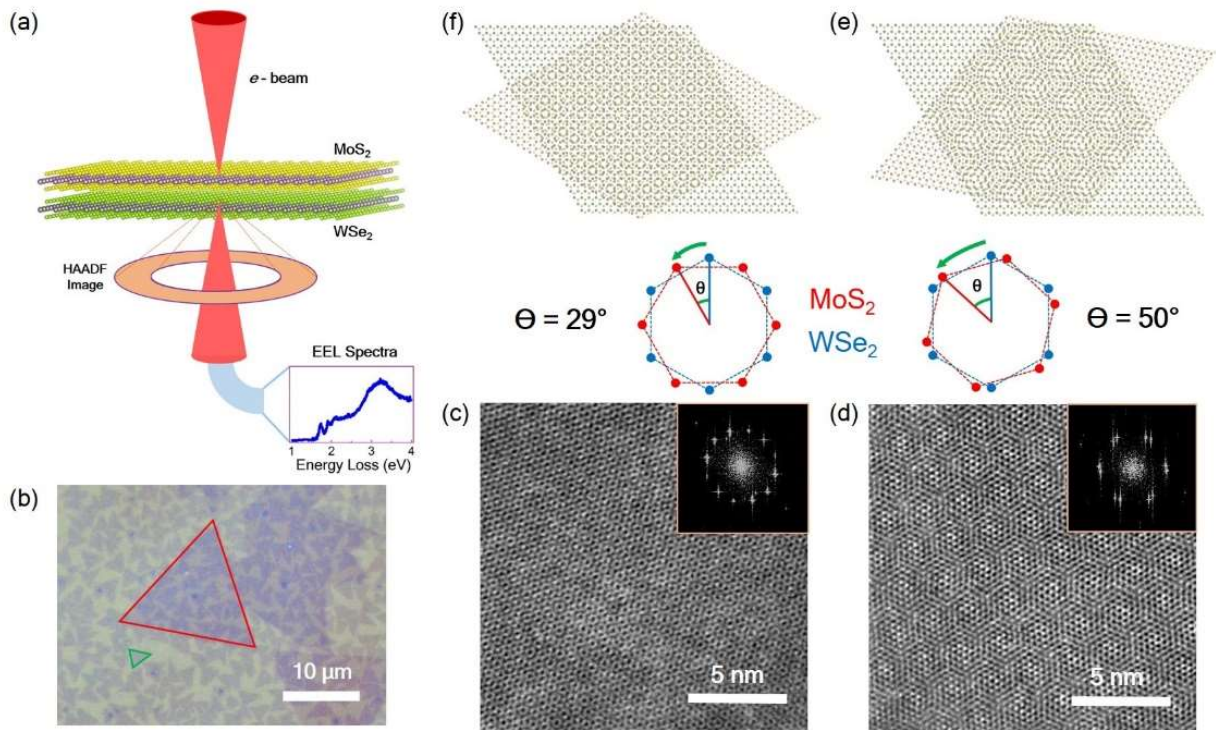 (a)
e - beam
MoS2
WSe2
HAADF
Image
EEL Spectra
1 2 3 4
Energy Loss (eV)
(b)
10 µm
(f)
(e)
θ
θ
Ɵ = 29°
MoS2
WSe2
Ɵ = 50°
(c)
5 nm
(d)
5 nm